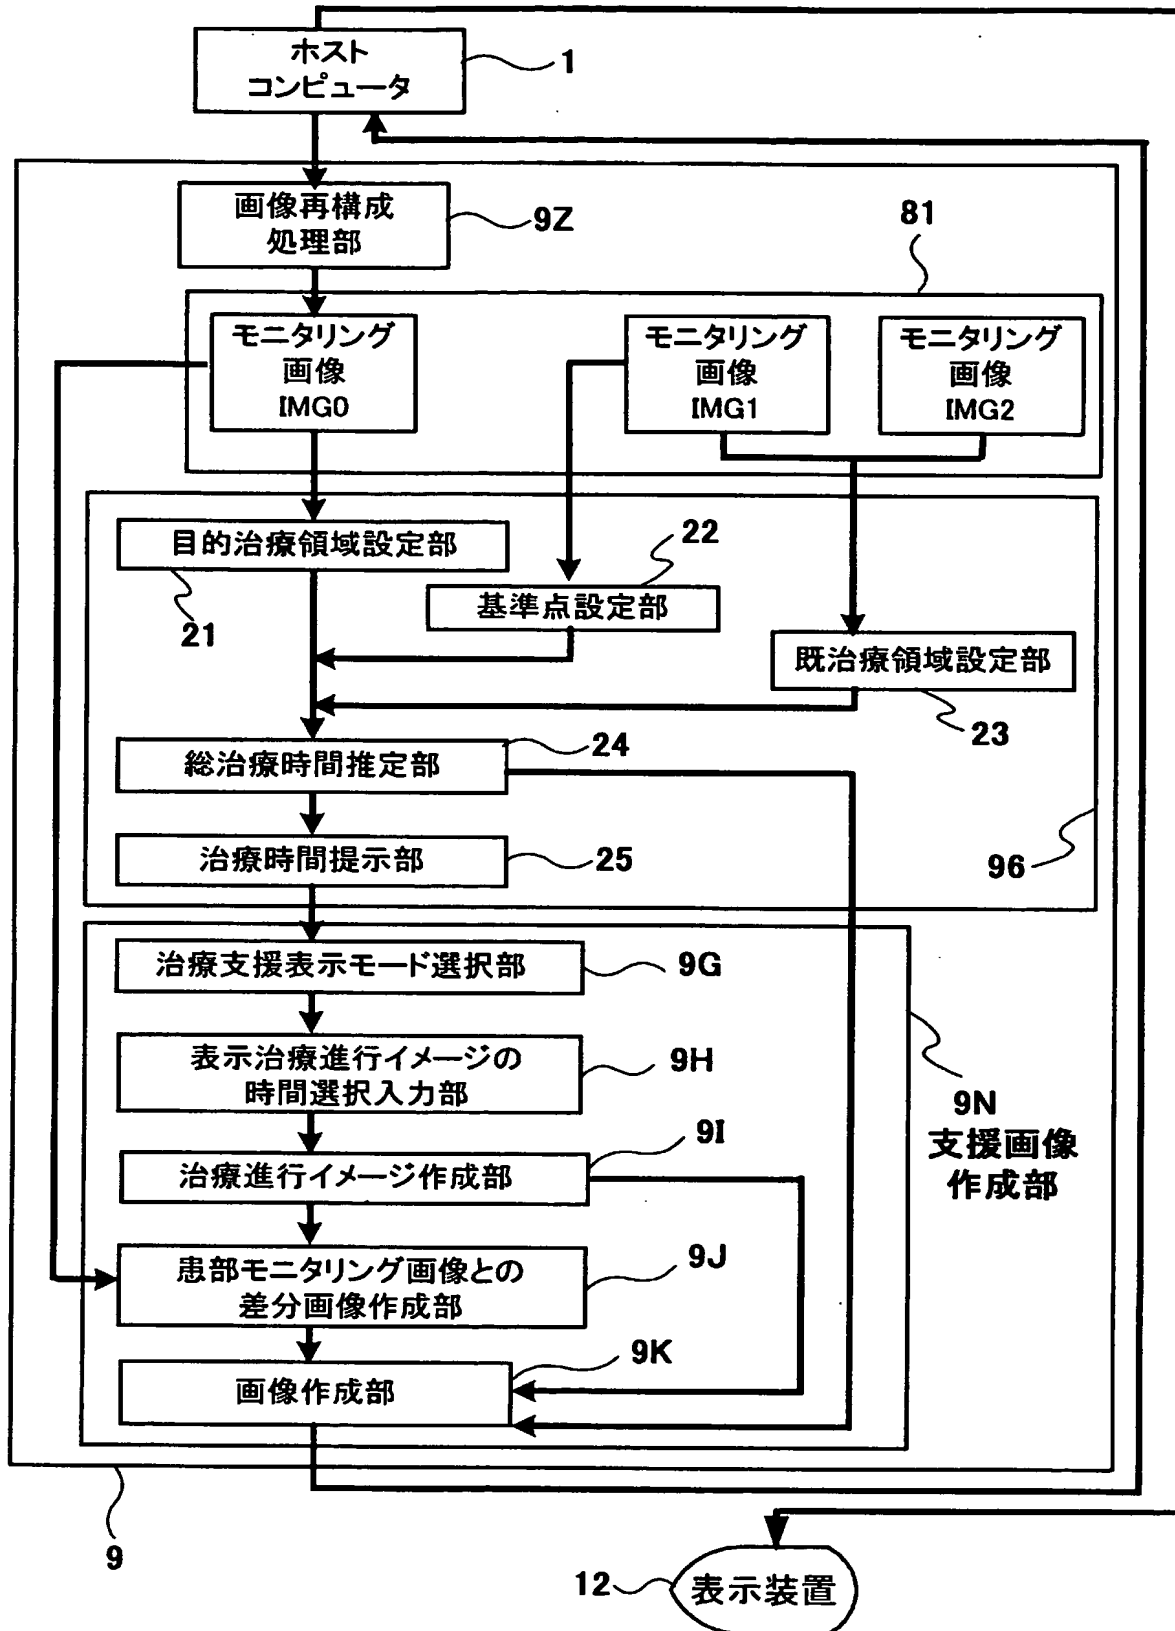 ホスト
コンピュータ
1
画像再構成
処理部
9Z
81
モニタリング
画像
IMG0
モニタリング
画像
IMG1
モニタリング
画像
IMG2
目的治療領域設定部
21
22
基準点設定部
既治療領域設定部
23
総治療時間推定部
24
治療時間提示部
25
96
治療支援表示モード選択部
9G
表示治療進行イメージの
時間選択入力部
9H
9N
支援画像
作成部
治療進行イメージ作成部
9I
患部モニタリング画像との
差分画像作成部
9J
画像作成部
9K
9
12
表示装置